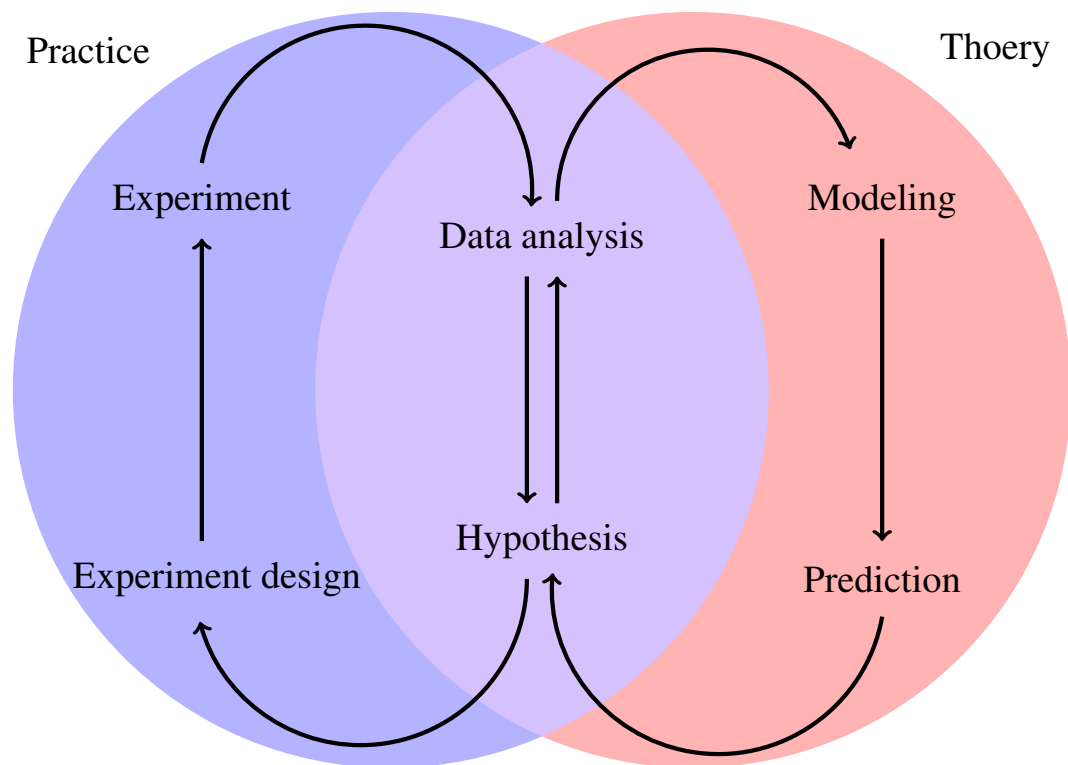 Practice
Thoery
Experiment
Data analysis
Modeling
Experiment design
Hypothesis
Prediction